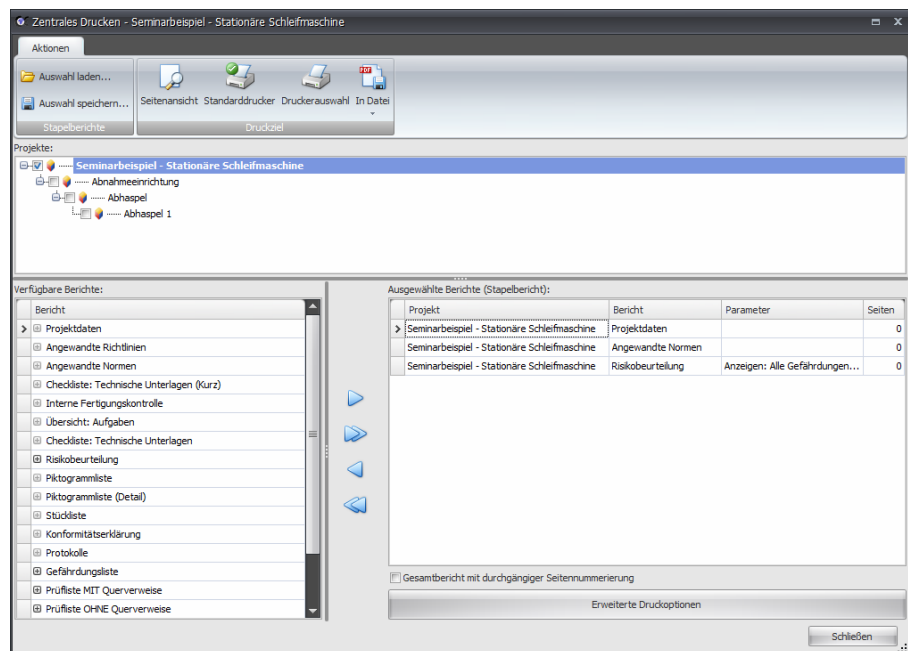 Zentrales Drucken - Seminarbeispiel - Stationäre Schleifmaschine
Aktionen
Auswahl laden...
Auswahl speichern...
Stapelberichte
Seitenansicht Standarddrucker Druckerauswahl In Datei
Druckziel
Projekte:
Seminarbeispiel - Stationäre Schleifmaschine
Abnahmeeinrichtung
Abhaspel
Abhaspel 1
Verfügbare Berichte:
Bericht
Projektdaten
Angewandte Richtlinien
Angewandte Normen
Checkliste: Technische Unterlagen (Kurz)
Interne Fertigungskontrolle
Übersicht: Aufgaben
Checkliste: Technische Unterlagen
Risikobeurteilung
Piktogrammliste
Piktogrammliste (Detail)
Stückliste
Konformitätserklärung
Protokolle
Gefährdungsliste
Prüfliste MIT Querverweise
Prüfliste OHNE Querverweise
Ausgewählte Berichte (Stapelbericht):
Projekt Bericht Parameter Seiten
Seminarbeispiel - Stationäre Schleifmaschine Projektdaten 0
Seminarbeispiel - Stationäre Schleifmaschine Angewandte Normen 0
Seminarbeispiel - Stationäre Schleifmaschine Risikobeurteilung Anzeigen: Alle Gefährdungen... 0
Gesamtbericht mit durchgängiger Seitennummerierung
Erweiterte Druckoptionen
Schließen